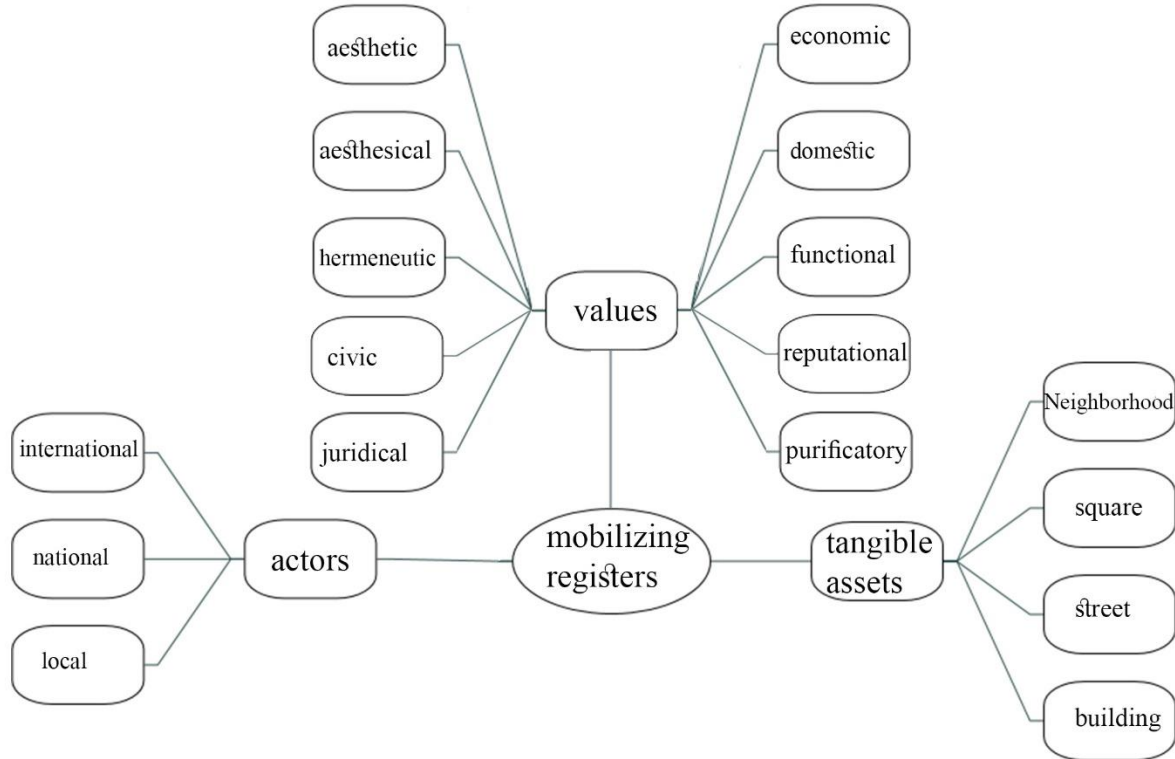 aesthetic
aesthesical
hermeneutic
civic
juridical
economic
domestic
functional
reputational
purificatory
values
international
national
local
actors
mobilizing
registers
tangible
assets
Neighborhood
square
street
building